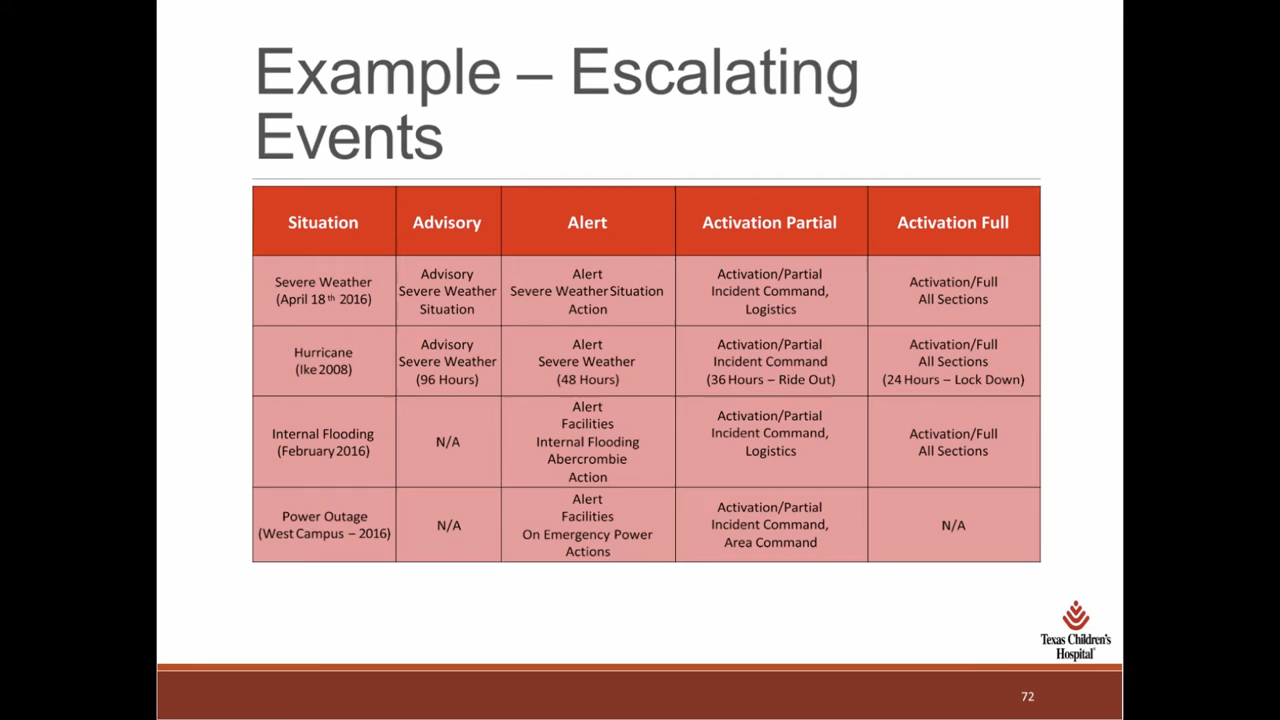 Example – Escalating
Events
Situation
Advisory
Alert
Activation Partial
Activation Full
Severe Weather
(April 18th 2016)
Advisory
Severe Weather
Situation
Alert
Severe Weather Situation
Action
Activation/Partial
Incident Command,
Logistics
Activation/Full
All Sections
Hurricane
(Ike 2008)
Advisory
Severe Weather
(96 Hours)
Alert
Severe Weather
(48 Hours)
Activation/Partial
Incident Command
(36 Hours – Ride Out)
Activation/Full
All Sections
(24 Hours – Lock Down)
Internal Flooding
(February 2016)
N/A
Alert
Facilities
Internal Flooding
Abercrombie
Action
Activation/Partial
Incident Command,
Logistics
Activation/Full
All Sections
Power Outage
(West Campus – 2016)
N/A
Alert
Facilities
On Emergency Power
Actions
Activation/Partial
Incident Command,
Area Command
N/A
Texas Children's
Hospital
72